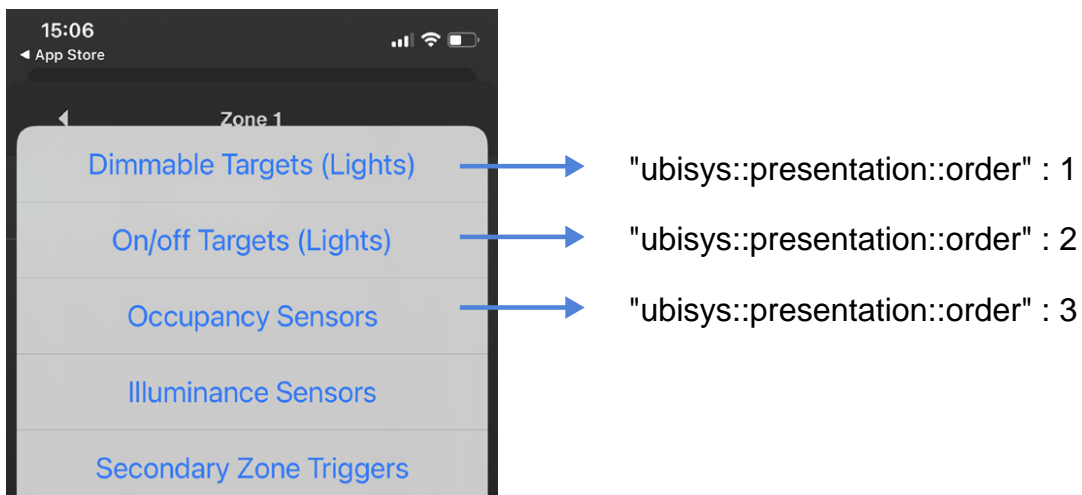 15:06
◀ App Store
Zone 1
Dimmable Targets (Lights)
"ubisys::presentation::order" : 1
On/off Targets (Lights)
"ubisys::presentation::order" : 2
Occupancy Sensors
"ubisys::presentation::order" : 3
Illuminance Sensors
Secondary Zone Triggers